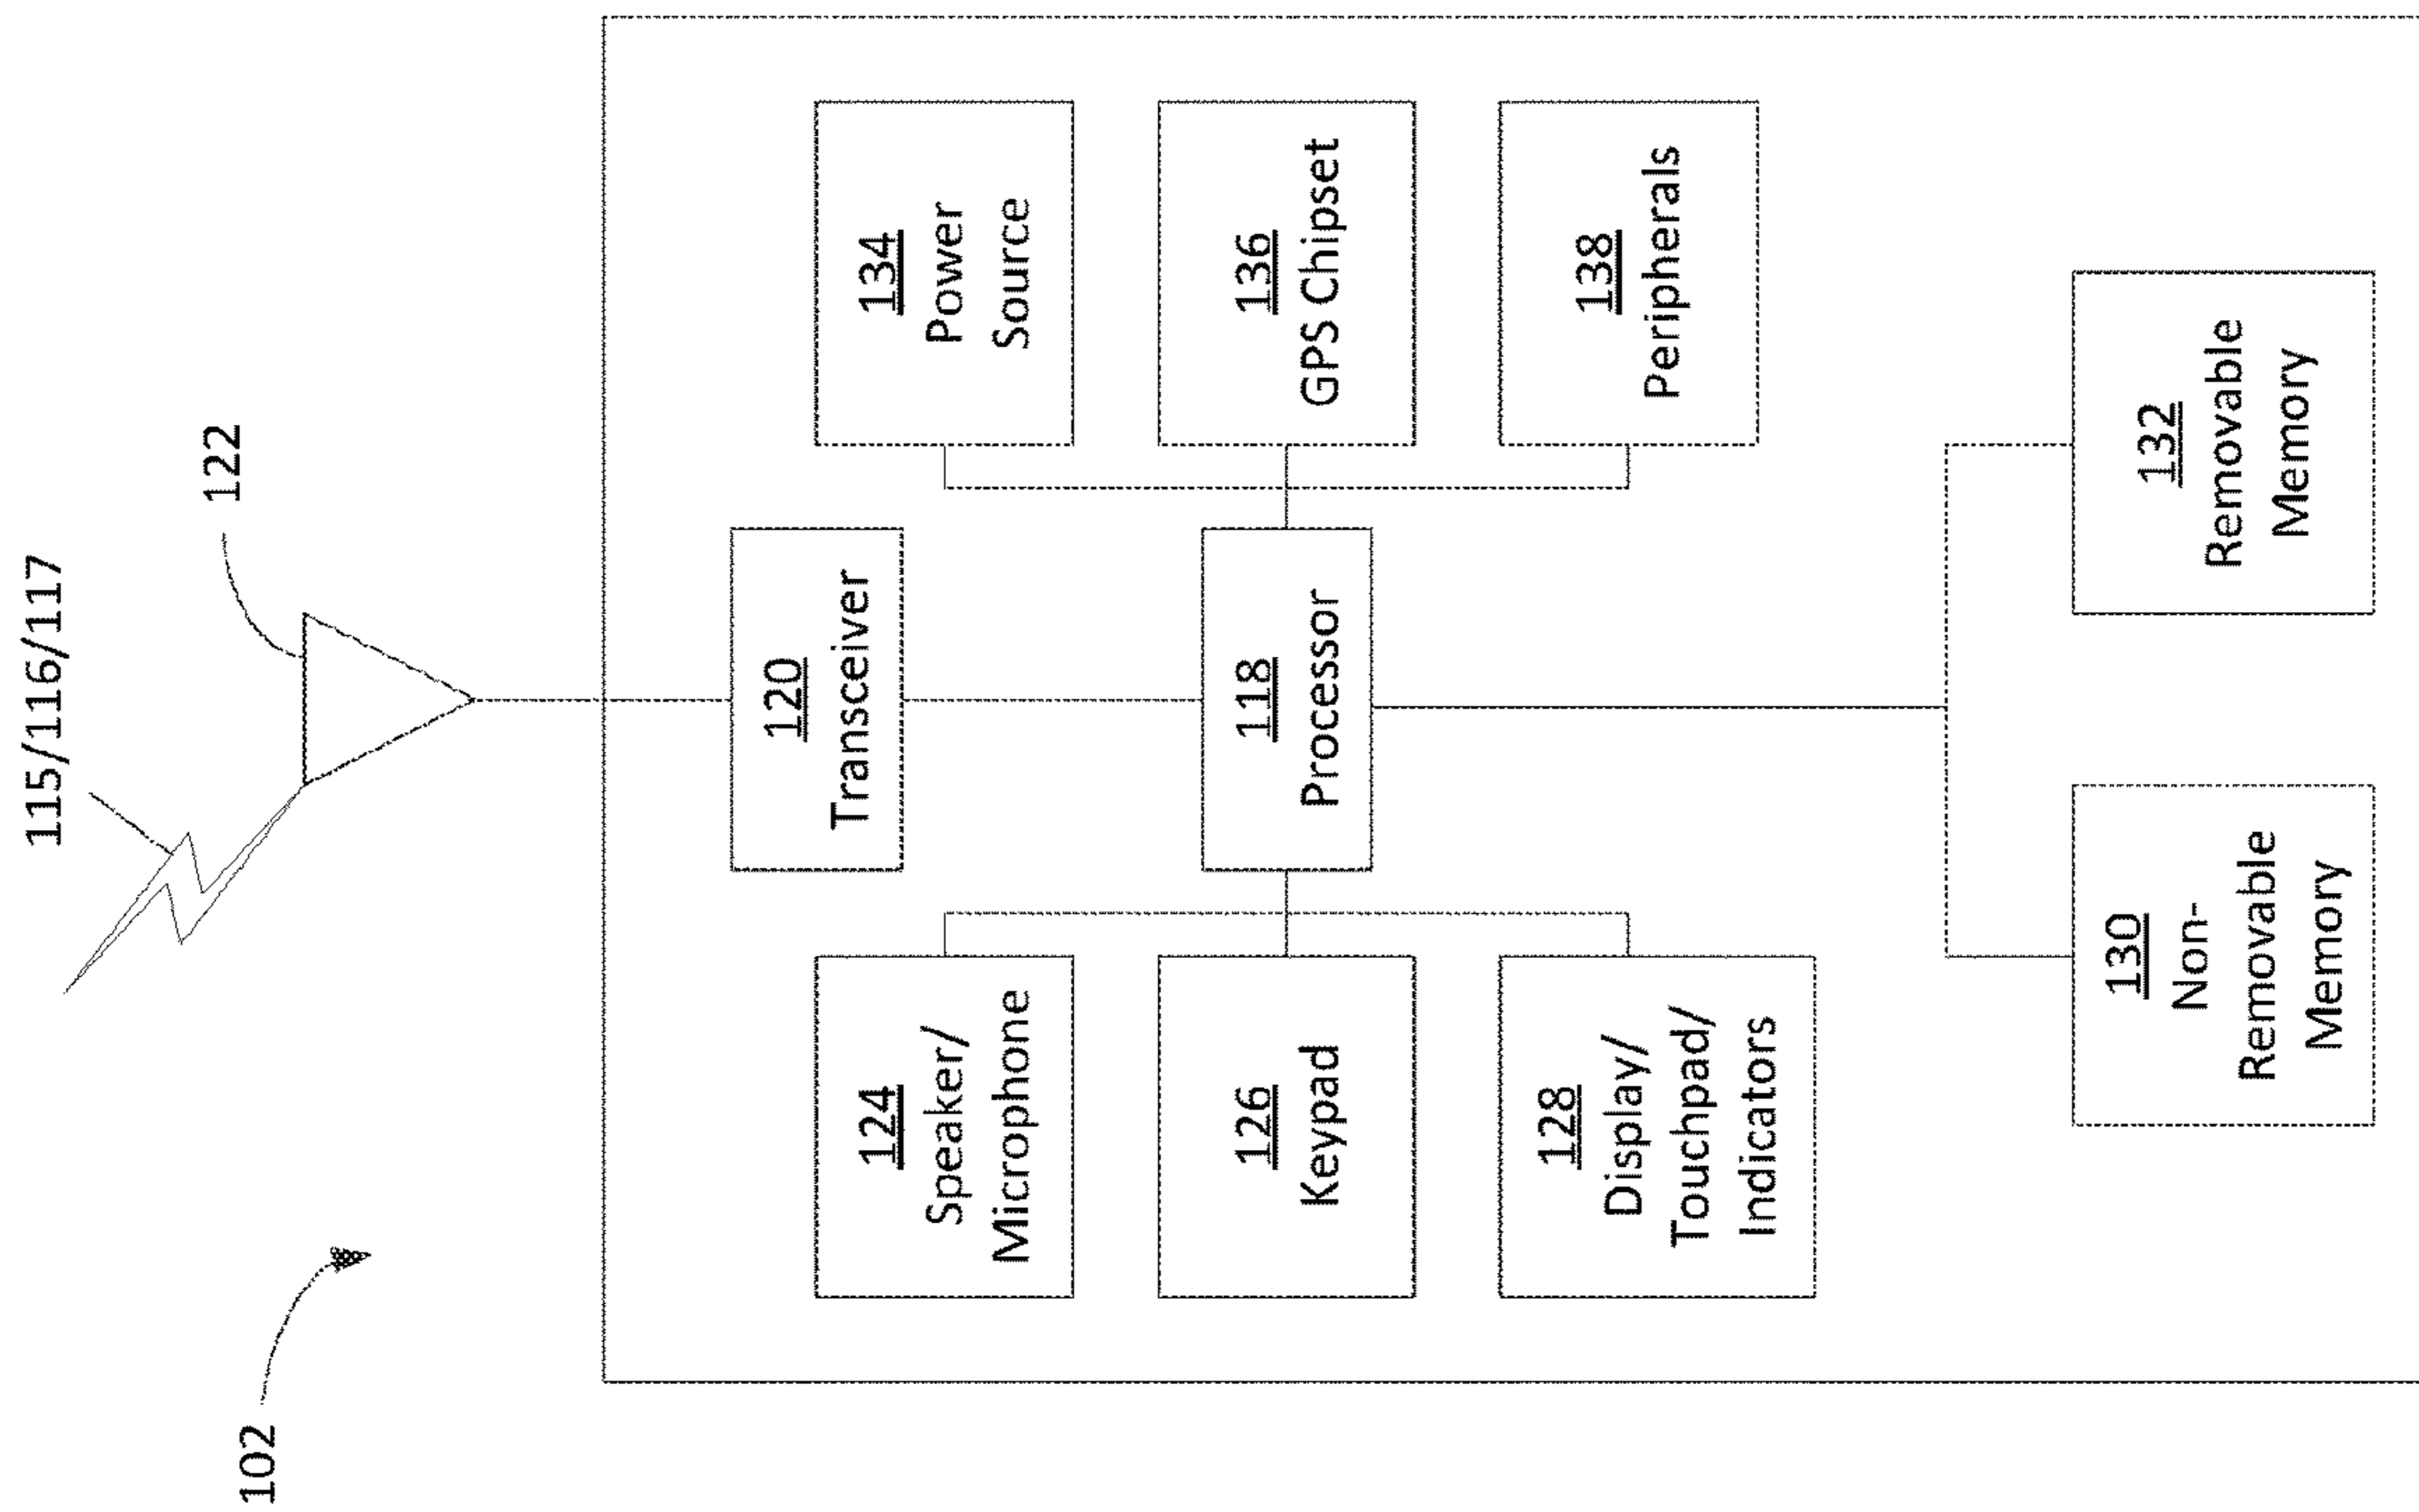 102
115/116/117
122
120
Transceiver
124
Speaker/
Microphone
134
Power
Source
126
Keypad
118
Processor
136
GPS Chipset
128
Display/
Touchpad/
Indicators
138
Peripherals
130
Non-
Removable
Memory
132
Removable
Memory